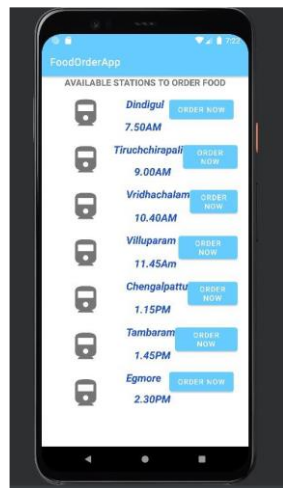 7:22
FoodOrderApp
AVAILABLE STATIONS TO ORDER FOOD
Dindigul ORDER NOW
7.50AM
Tiruchchirapali ORDER NOW
9.00AM
Vridhachalam ORDER NOW
10.40AM
Villuparam ORDER NOW
11.45Am
Chengalpattu ORDER NOW
1.15PM
Tambaram ORDER NOW
1.45PM
Egmore ORDER NOW
2.30PM